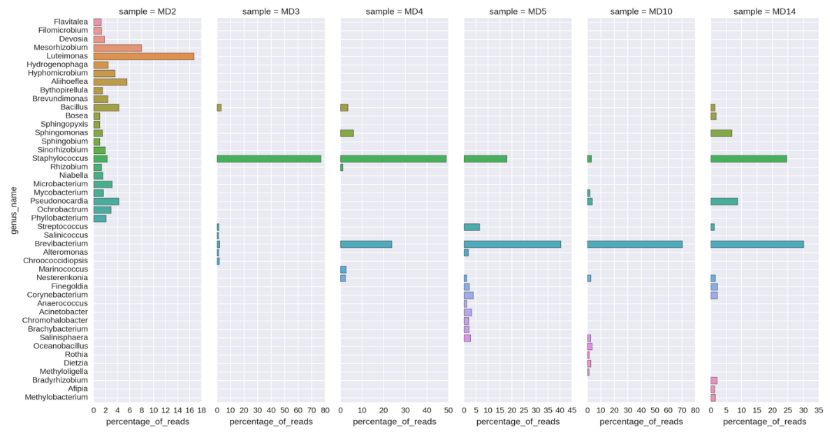 sample = MD2 sample = MD3 sample = MD4 sample = MD5 sample = MD10 sample = MD14
genus_name
Flavitalea
Filomicrobium
Devosia
Mesorhizobium
Luteimonas
Hydrogenophaga
Hyphomicrobium
Aliihoeflea
Bythopirellula
Brevundimonas
Bacillus
Bosea
Sphingopyxis
Sphingomonas
Sphingobium
Sinorizobium
Staphylococcus
Rhizobium
Niabella
Microbacterium
Mycobacterium
Pseudonocardia
Ochrobactrum
Phyllobacterium
Streptococcus
Salinicoccus
Brevibacterium
Alteromonas
Chroococcidiopsis
Marinococcus
Nesterenkonia
Finegoldia
Corynebacterium
Anaerococcus
Acinetobacter
Chromohalobacter
Brachybacterium
Salinisphaera
Oceanobacillus
Rothia
Dietzia
Methyloligella
Bradyrhizobium
Afipia
Methylobacterium
0 2 4 6 8 10 12 14 16 18 0 10 20 30 40 50 60 70 80 0 10 20 30 40 50 0 5 10 15 20 25 30 35 40 45 0 10 20 30 40 50 60 70 80 0 5 10 15 20 25 30 35
percentage_of_reads percentage_of_reads percentage_of_reads percentage_of_reads percentage_of_reads percentage_of_reads